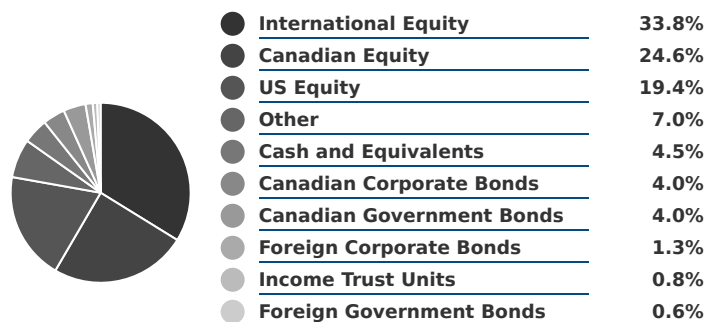 International Equity 33.8%
Canadian Equity 24.6%
US Equity 19.4%
Other 7.0%
Cash and Equivalents 4.5%
Canadian Corporate Bonds 4.0%
Canadian Government Bonds 4.0%
Foreign Corporate Bonds 1.3%
Income Trust Units 0.8%
Foreign Government Bonds 0.6%